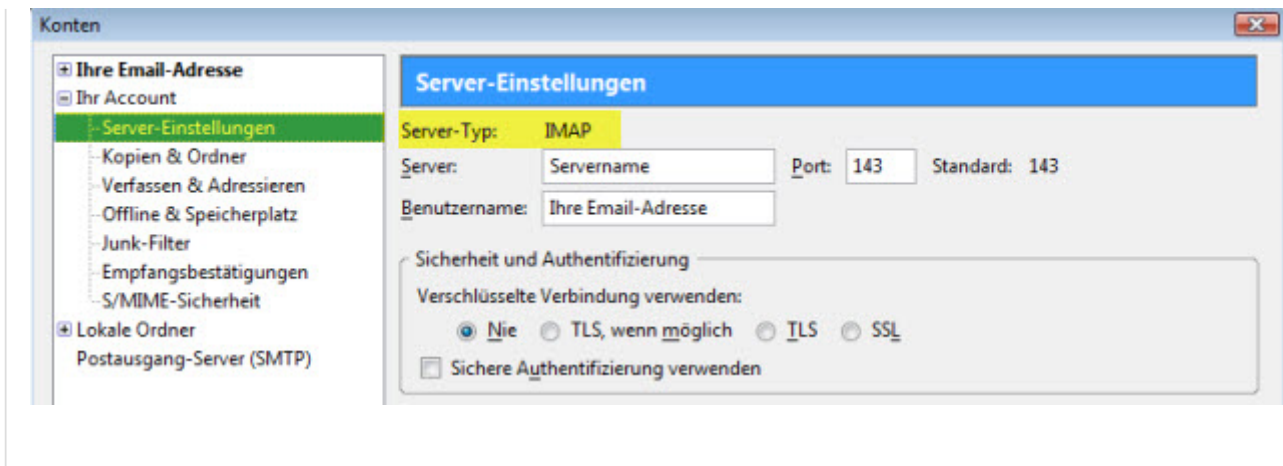 Konten
Ihre Email-Adresse
Ihr Account
Server-Einstellungen
Kopien & Ordner
Verfassen & Adressieren
Offline & Speicherplatz
Junk-Filter
Empfangsbestätigungen
S/MIME-Sicherheit
Lokale Ordner
Postausgang-Server (SMTP)
Server-Einstellungen
Server-Typ: IMAP
Server: Servername Port: 143 Standard: 143
Benutzername: Ihre Email-Adresse
Sicherheit und Authentifizierung
Verschlüsselte Verbindung verwenden:
Nie TLS, wenn möglich TLS SSL
Sichere Authentifizierung verwenden